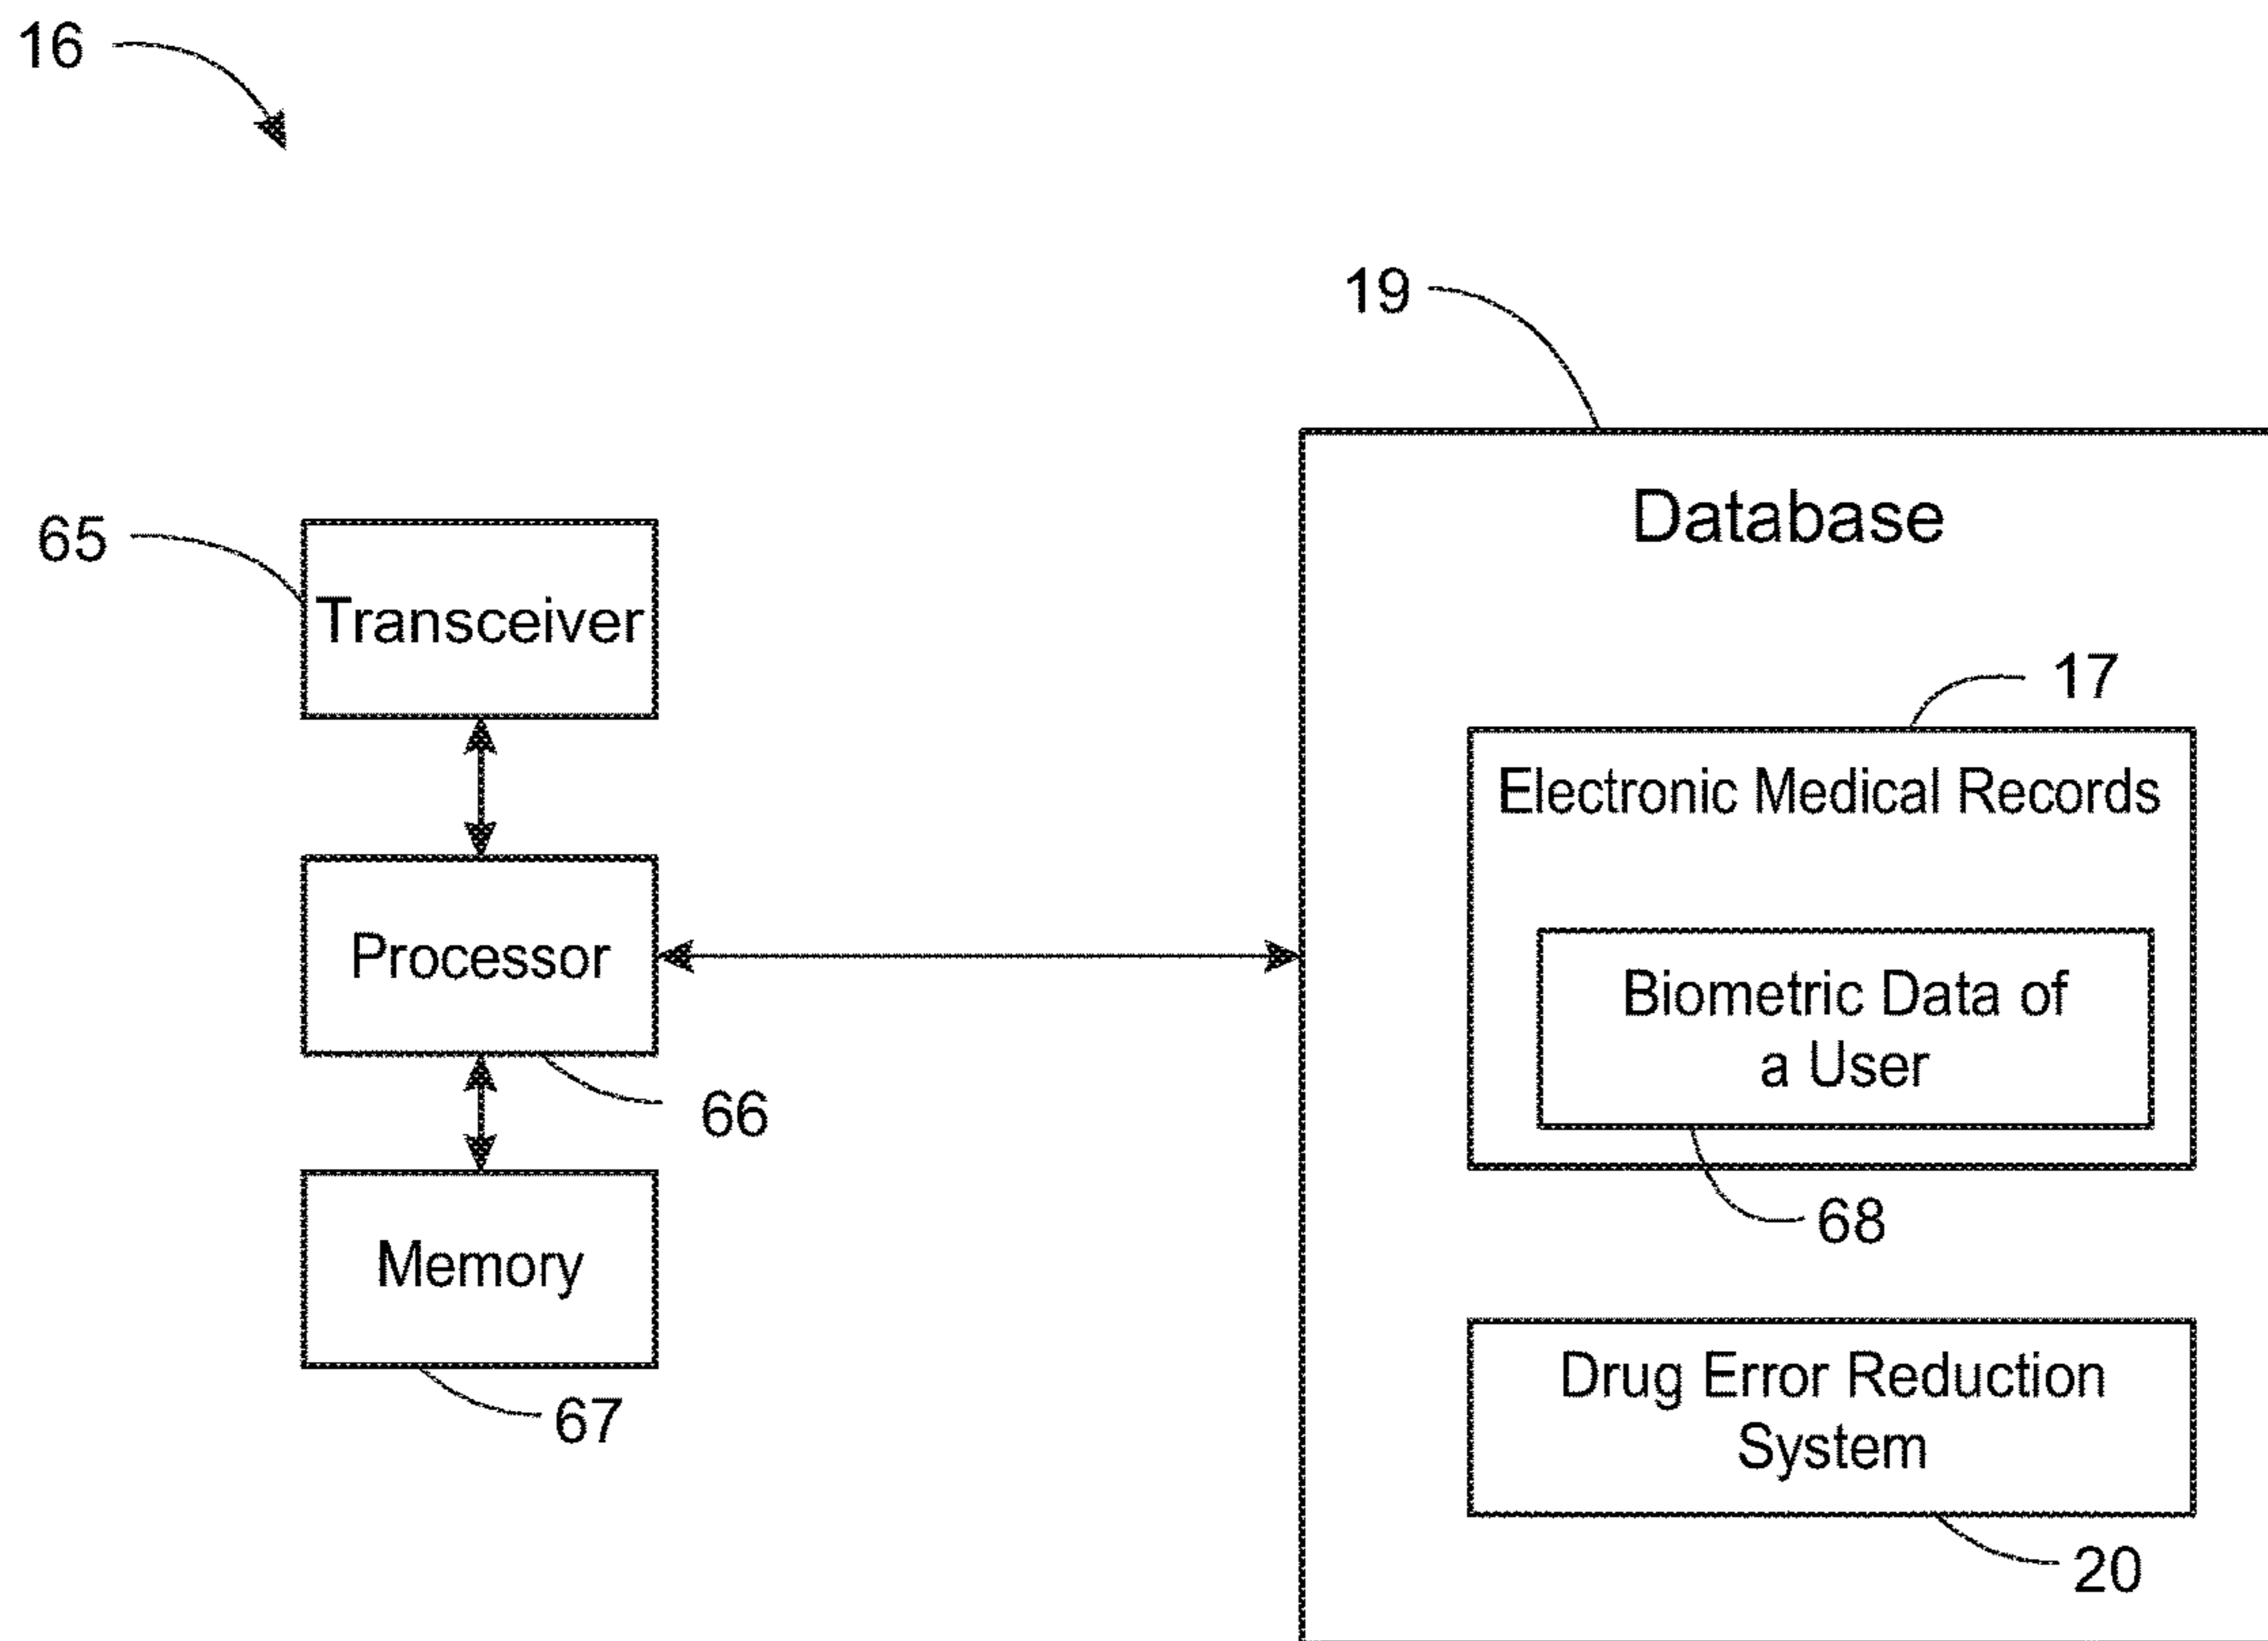 16
19
Database
65
Transceiver
17
Electronic Medical Records
Processor
Biometric Data of
a User
66
68
Memory
67
Drug Error Reduction
System
20